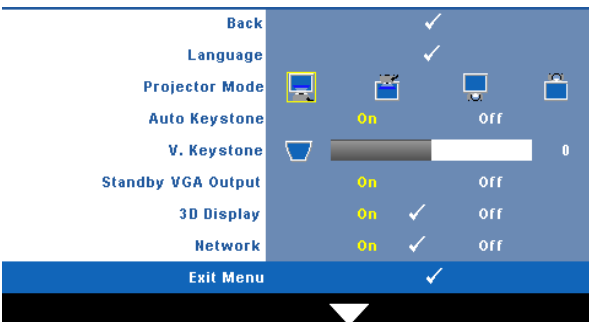 Back
Language
Projector Mode
Auto Keystone On Off
V. Keystone 0
Standby VGA Output On Off
3D Display On Off
Network On Off
Exit Menu